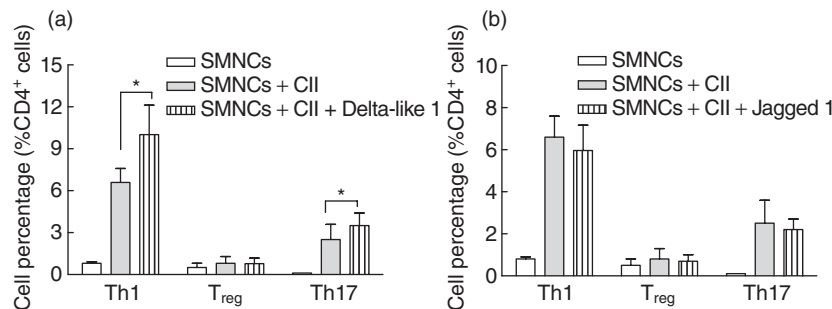 (a)
Cell percentage (%CD4⁺ cells)
15
12
9
6
3
0
SMNCs
SMNCs + CII
SMNCs + CII + Delta-like 1
*
*
Th1
Treg
Th17
(b)
Cell percentage (%CD4⁺ cells)
10
8
6
4
2
0
SMNCs
SMNCs + CII
SMNCs + CII + Jagged 1
Th1
Treg
Th17